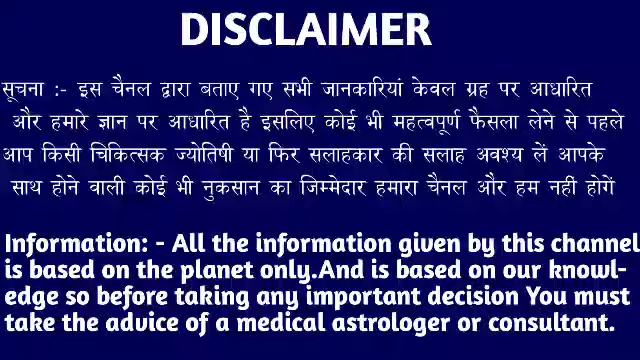 DISCLAIMER
सूचना :- इस चैनल द्वारा बताए गए सभी जानकारियां केवल ग्रह पर आधारित
और हमारे ज्ञान पर आधारित है इसलिए कोई भी महत्वपूर्ण फैसला लेने से पहले
आप किसी चिकित्सक ज्योतिषी या फिर सलाहकार की सलाह अवश्य लें आपके
साथ होने वाली कोई भी नुकसान का जिम्मेदार हमारा चैनल और हम नहीं होगें
Information: - All the information given by this channel
is based on the planet only.And is based on our knowl-
edge so before taking any important decision You must
take the advice of a medical astrologer or consultant.